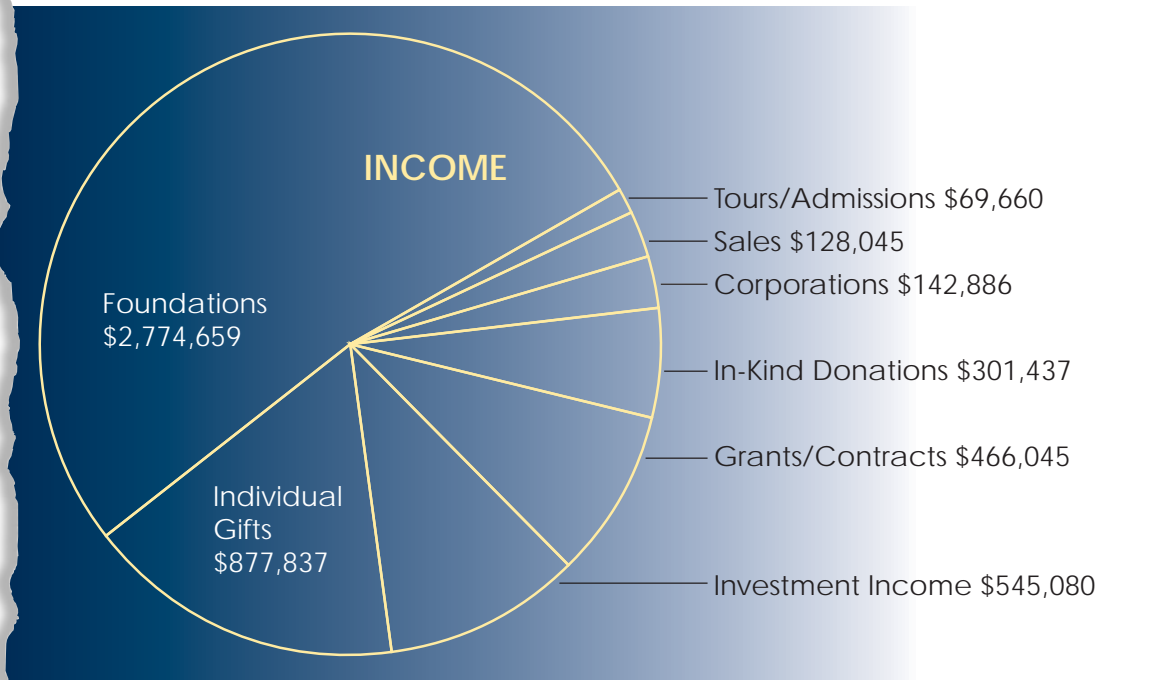 INCOME
Tours/Admissions $69,660
Sales $128,045
Corporations $142,886
In-Kind Donations $301,437
Grants/Contracts $466,045
Investment Income $545,080
Individual
Gifts
$877,837
Foundations
$2,774,659